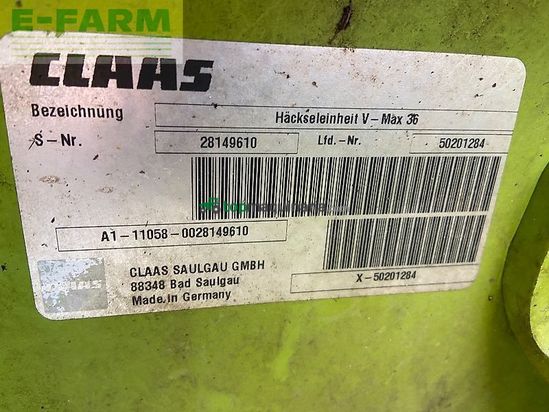 E-FARM
CLAAS
Bezeichnung Häckseleinheit V-Max 36
S-Nr. 28149610 Lfd.-Nr. 50201284
A1-11058-0028149610
CLAAS SAULGAU GMBH
88348 Bad Saulgau
Made in Germany
X-50201284
CLAAS